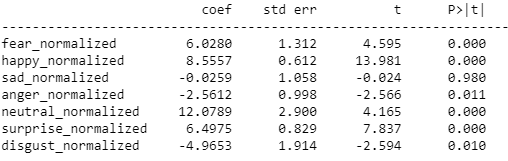 coef std err t P>|t|
fear_normalized 6.0280 1.312 4.595 0.000
happy_normalized 8.5557 0.612 13.981 0.000
sad_normalized -0.0259 1.058 -0.024 0.980
anger_normalized -2.5612 0.998 -2.566 0.011
neutral_normalized 12.0789 2.900 4.165 0.000
surprise_normalized 6.4975 0.829 7.837 0.000
disgust_normalized -4.9653 1.914 -2.594 0.010